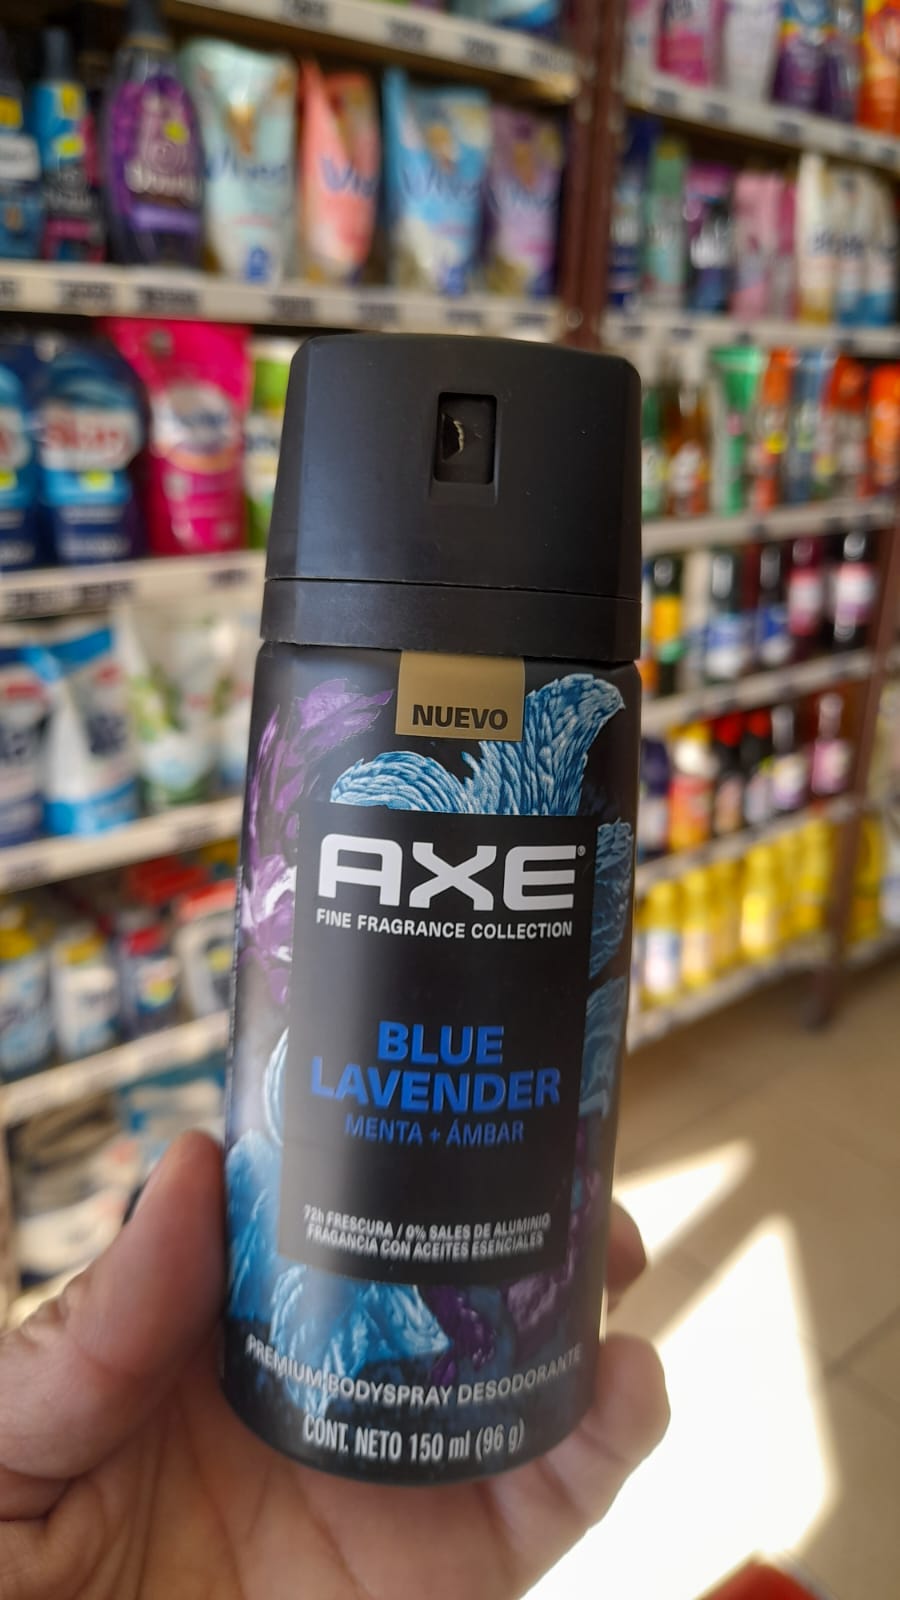 NUEVO
AXE®
FINE FRAGRANCE COLLECTION
BLUE
LAVENDER
MENTA + ÁMBAR
72h FRESCURA / 0% SALES DE ALUMINIO
FRAGANCIA CON ACEITES ESENCIALES
PREMIUM BODYSPRAY DESODORANTE
CONT. NETO 150 ml (96 g)